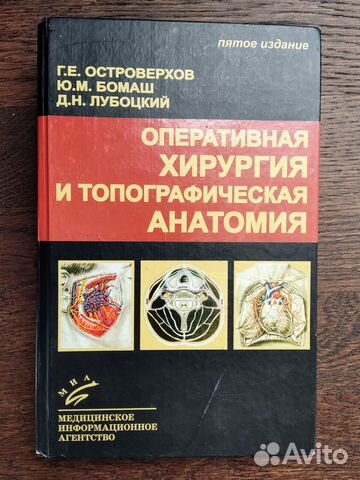 пятое издание
Г.Е. ОСТРОВЕРХОВ
Ю.М. БОМАШ
Д.Н. ЛУБОЦКИЙ
ОПЕРАТИВНАЯ
ХИРУРГИЯ
И ТОПОГРАФИЧЕСКАЯ
АНАТОМИЯ
МИА
МЕДИЦИНСКОЕ
ИНФОРМАЦИОННОЕ
АГЕНТСТВО
Avito